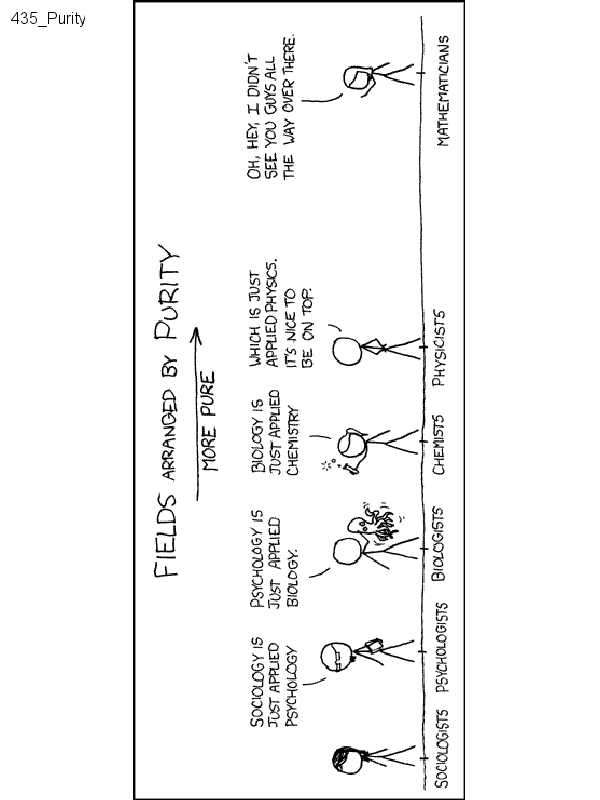 435_Purity
FIELDS ARRANGED BY PURITY
MORE PURE
SOCIOLOGY IS
JUST APPLIED
PSYCHOLOGY
PSYCHOLOGY IS
JUST APPLIED
BIOLOGY.
BIOLOGY IS
JUST APPLIED
CHEMISTRY
WHICH IS JUST
APPLIED PHYSICS.
IT'S NICE TO
BE ON TOP.
OH, HEY, I DIDN'T
SEE YOU GUYS ALL
THE WAY OVER THERE.
SOCIOLOGISTS
PSYCHOLOGISTS
BIOLOGISTS
CHEMISTS
PHYSICISTS
MATHEMATICIANS